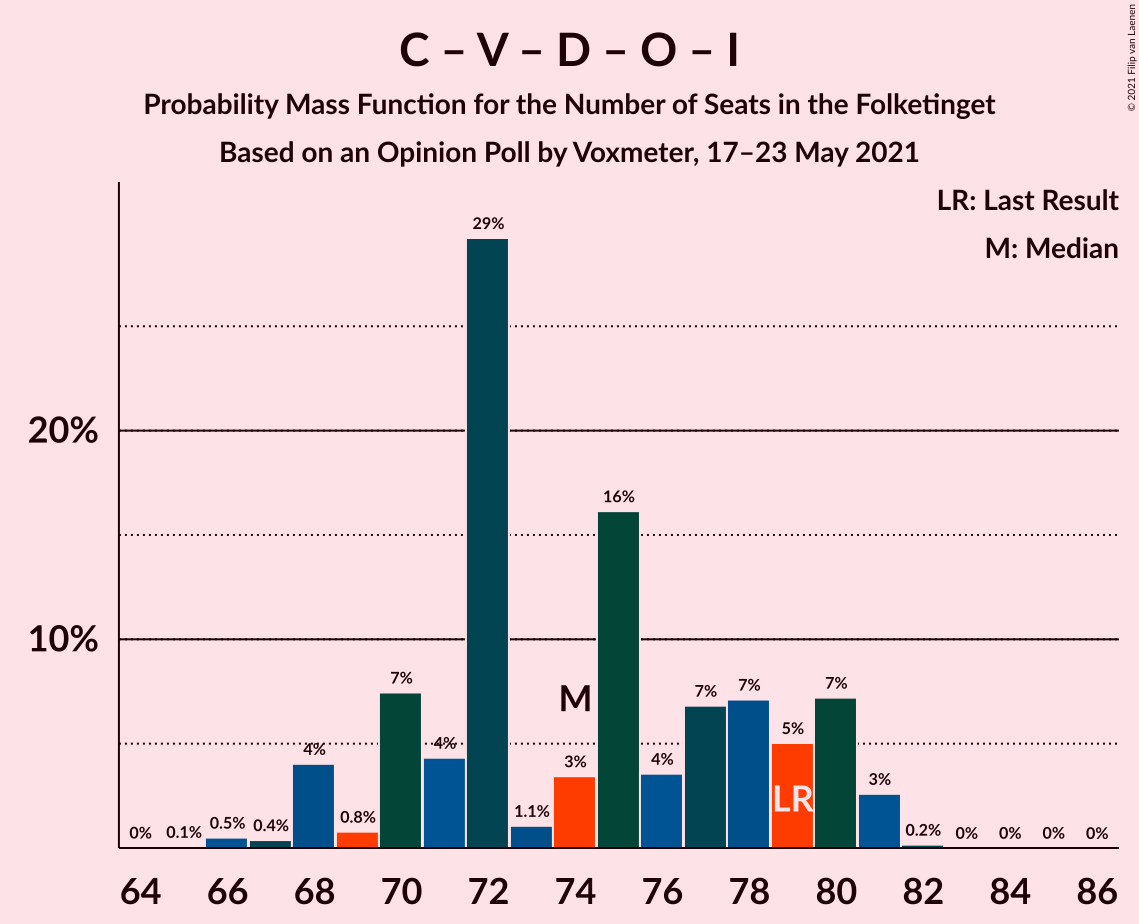 C – V – D – O – I
Probability Mass Function for the Number of Seats in the Folketinget
Based on an Opinion Poll by Voxmeter, 17–23 May 2021
© 2021 Filip van Laenen
LR: Last Result
M: Median
20%
10%
0%
0.1%
0.5%
0.4%
4%
0.8%
7%
4%
29%
1.1%
3%
16%
4%
7%
7%
5%
7%
3%
0.2%
0%
0%
0%
0%
M
LR
64 66 68 70 72 74 76 78 80 82 84 86